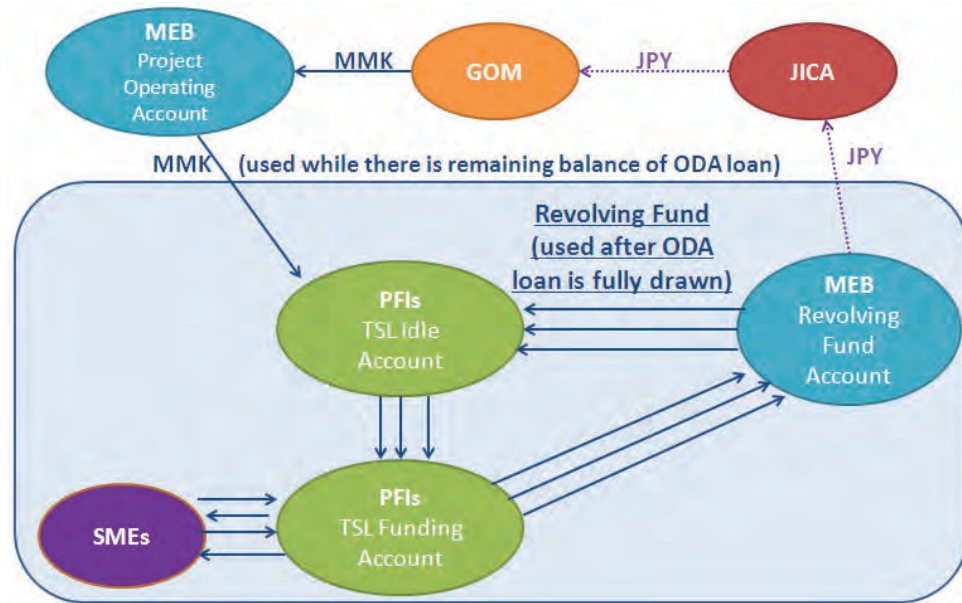 MEB
Project
Operating
Account
MMK
GOM
JPY
JICA
MMK
(used while there is remaining balance of ODA loan)
JPY
Revolving Fund
(used after ODA
loan is fully drawn)
PFIs
TSL Idle
Account
MEB
Revolving
Fund
Account
SMEs
PFIs
TSL Funding
Account